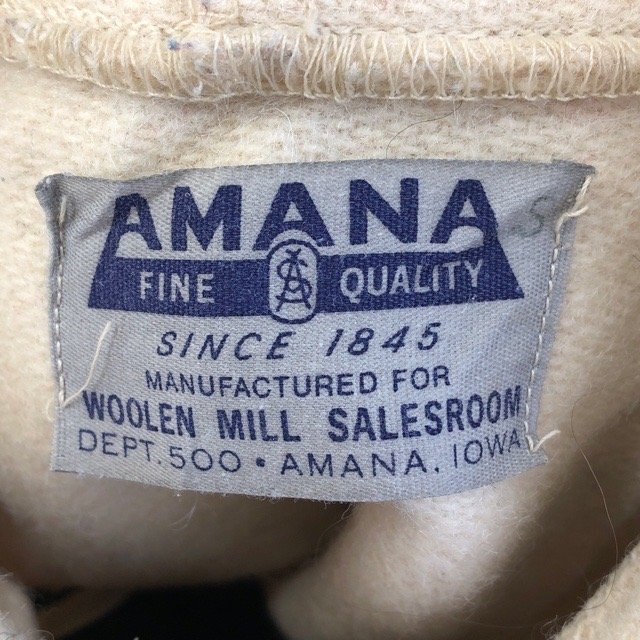 AMANA
FINE QUALITY
SINCE 1845
MANUFACTURED FOR
WOOLEN MILL SALESROOM
DEPT. 500 • AMANA, IOWA
S